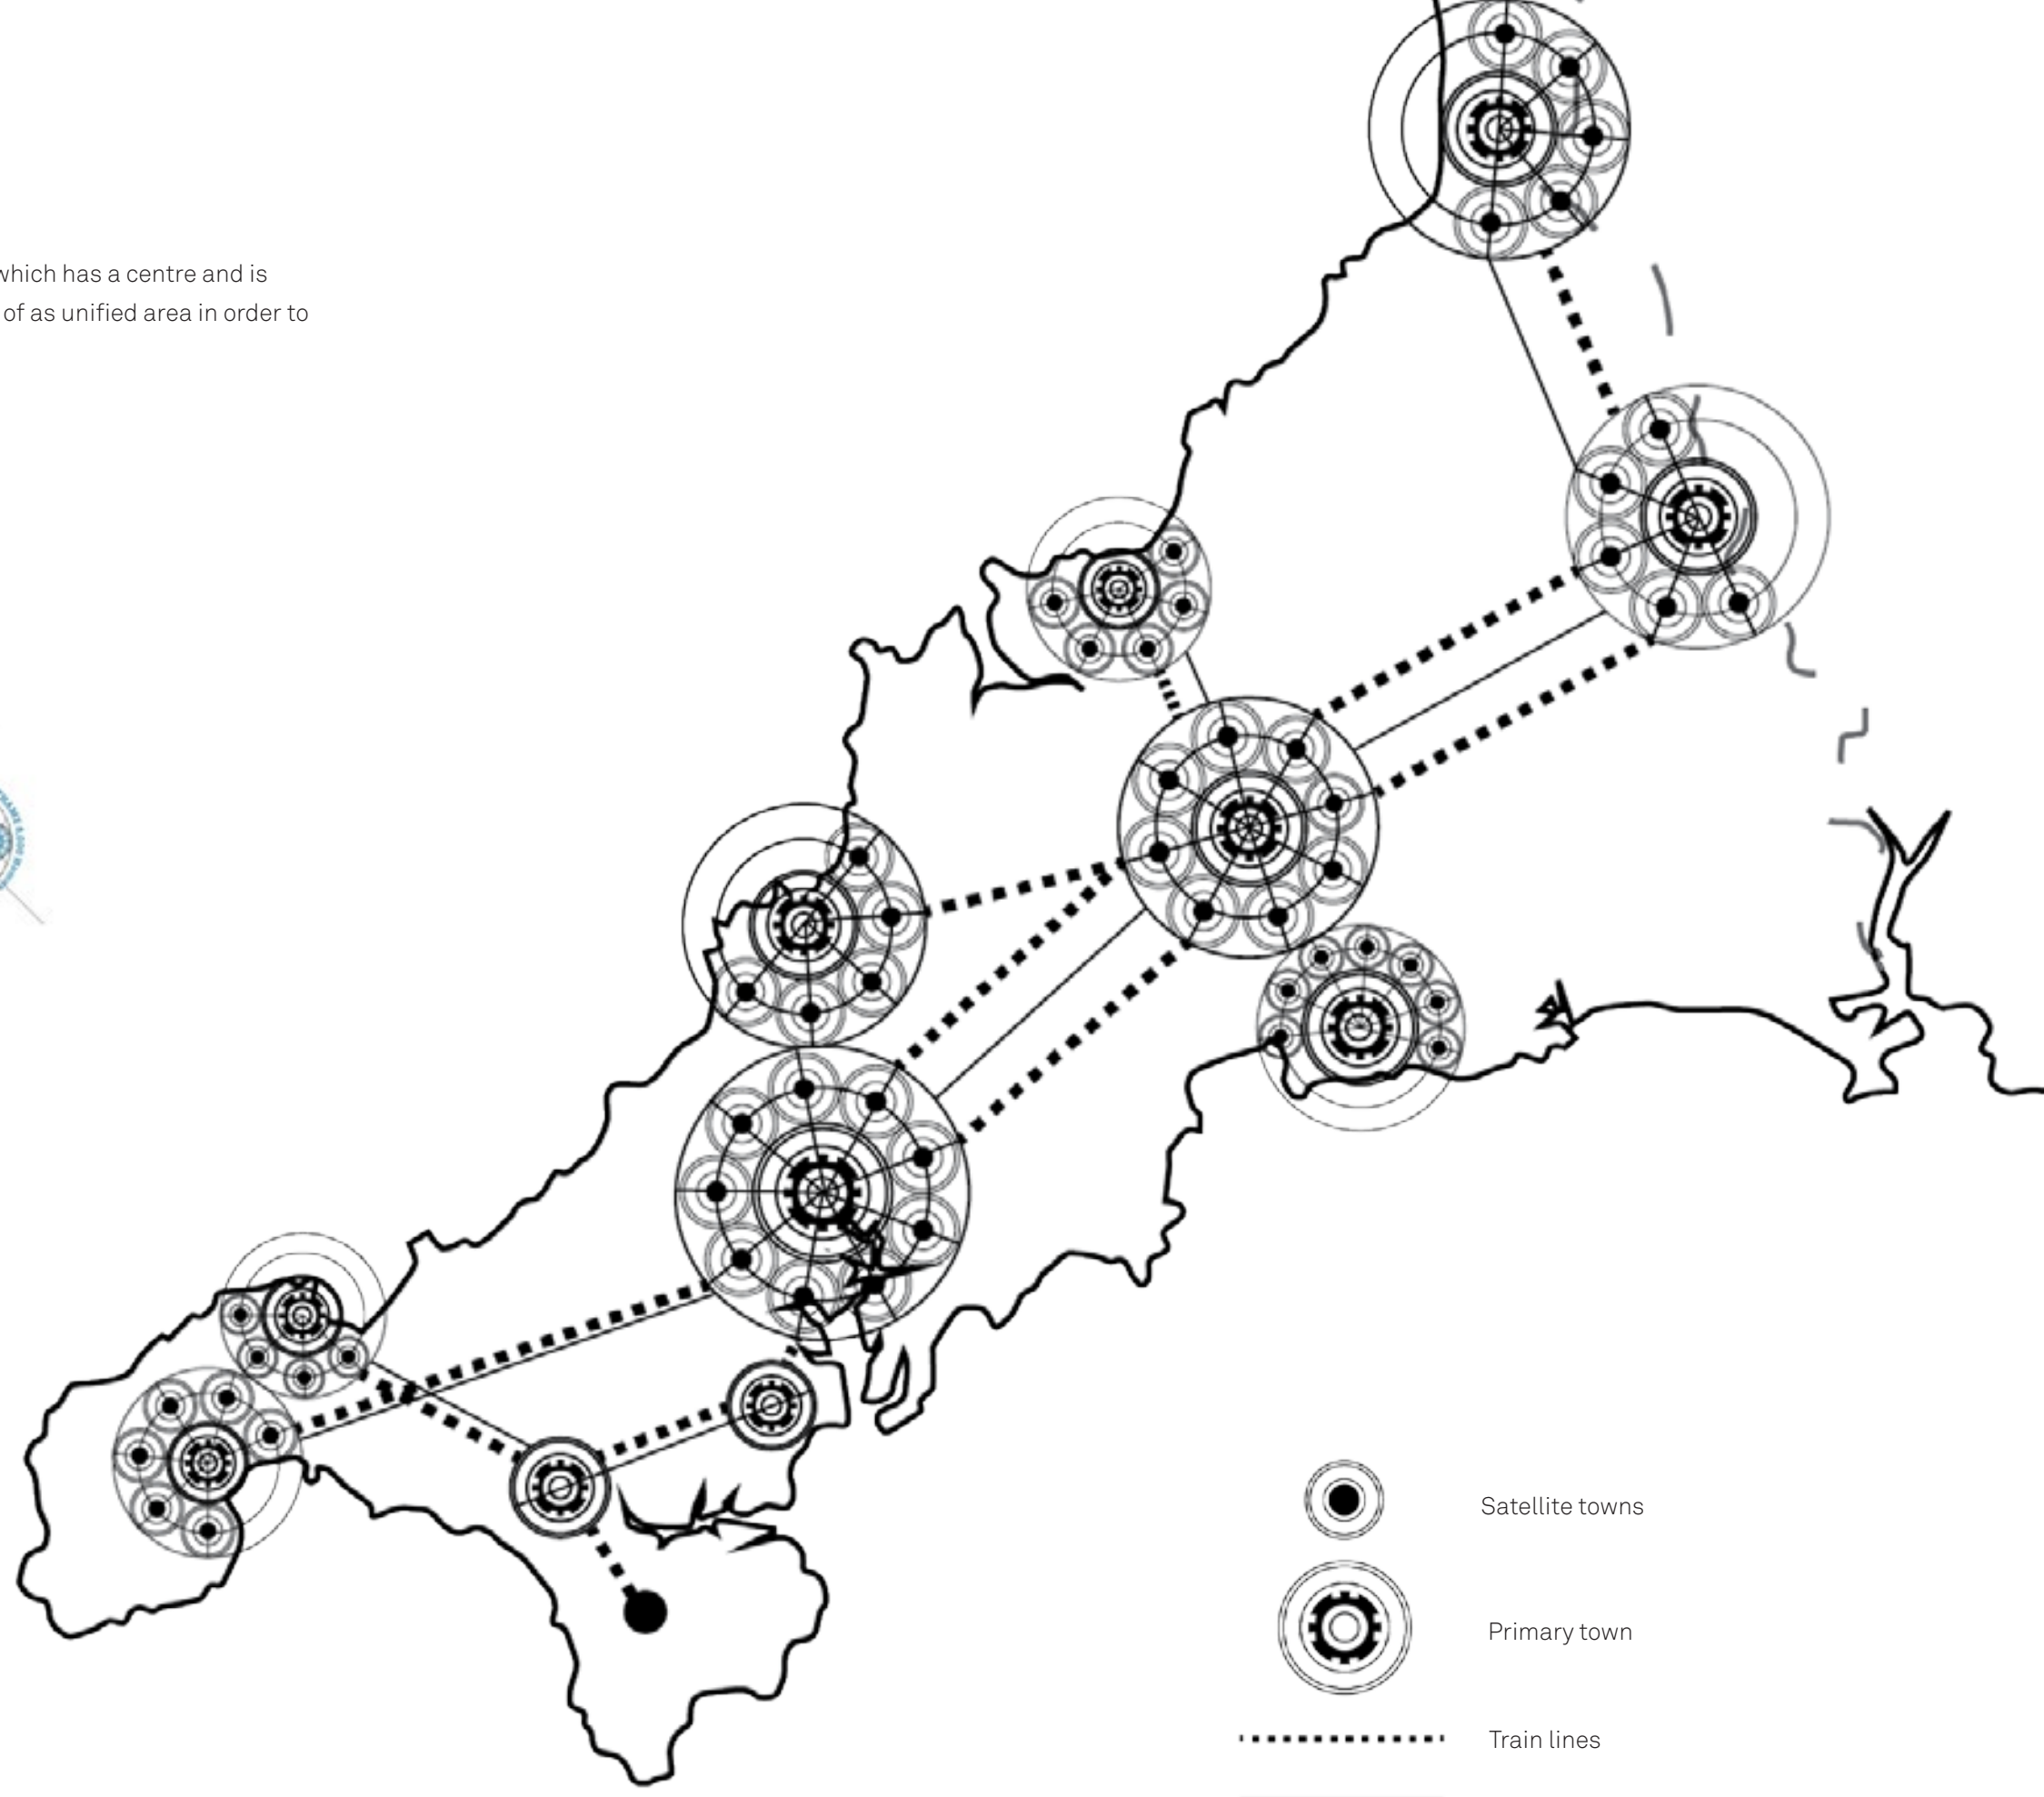 which has a centre and is
of as unified area in order to
Satellite towns
Primary town
Train lines